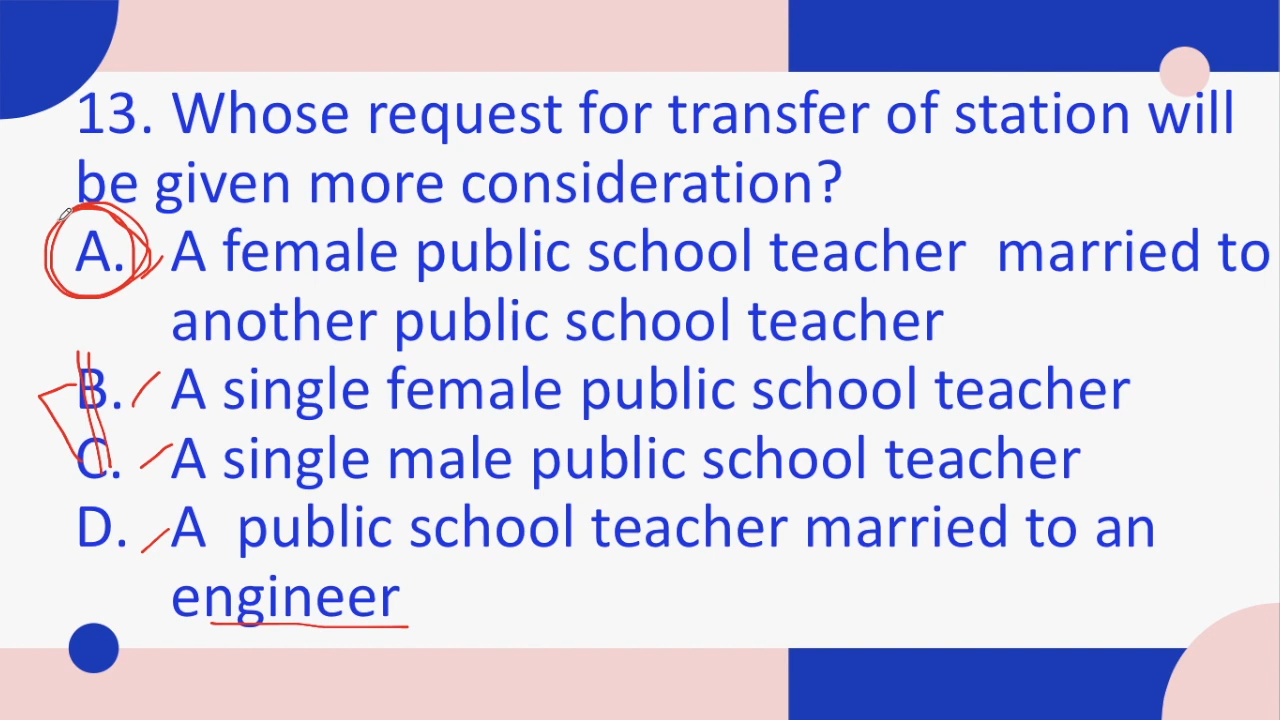 13. Whose request for transfer of station will
be given more consideration?
A. A female public school teacher married to
another public school teacher
B. A single female public school teacher
C. A single male public school teacher
D. A public school teacher married to an
engineer